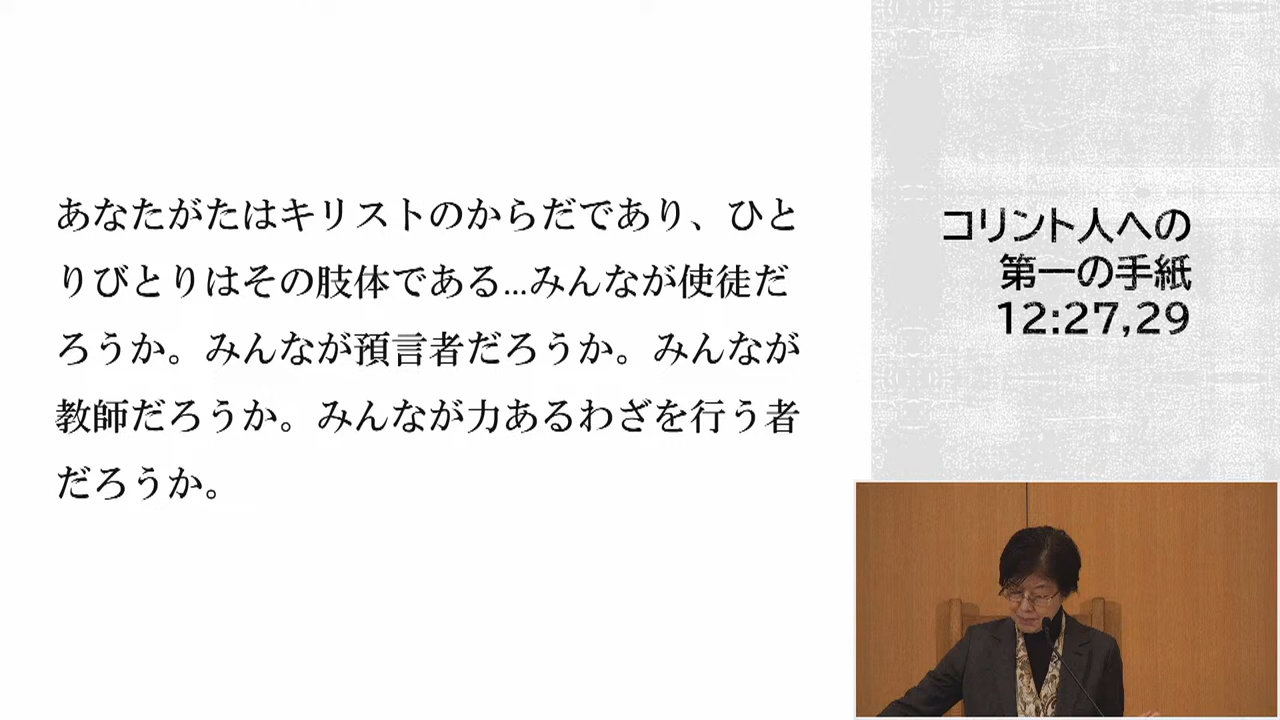 あなたがたはキリストのからだであり、ひと
りびとりはその肢体である…みんなが使徒だ
ろうか。みんなが預言者だろうか。みんなが
教師だろうか。みんなが力あるわざを行う者
だろうか。
コリント人への
第一の手紙
12:27,29